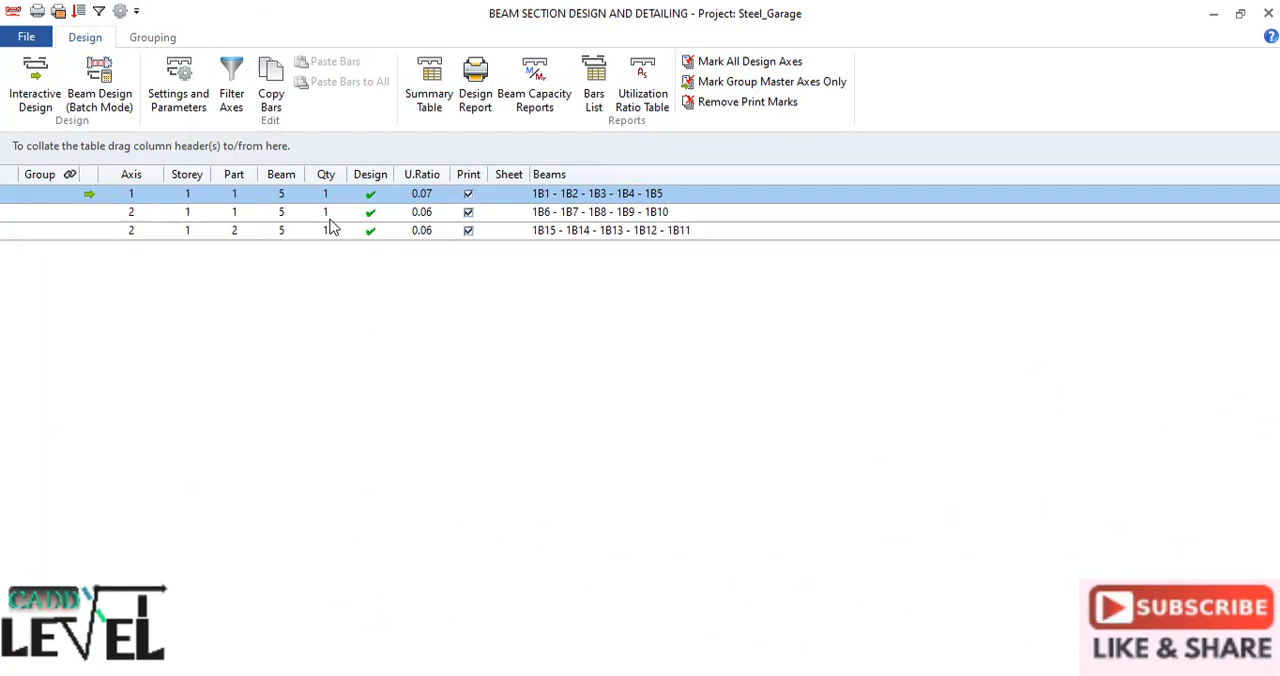 BEAM SECTION DESIGN AND DETAILING - Project: Steel_Garage
File Design Grouping
Interactive Design
Beam Design (Batch Mode)
Design
Settings and Parameters
Filter Axes
Copy Bars
Paste Bars
Paste Bars to All
Edit
Summary Table
Design Report
Beam Capacity Reports
Bars List
Utilization Ratio Table
Reports
Mark All Design Axes
Mark Group Master Axes Only
Remove Print Marks
To collate the table drag column header(s) to/from here.
Group Axis Storey Part Beam Qty Design U.Ratio Print Sheet Beams
1 1 1 5 1 0.07 1B1 - 1B2 - 1B3 - 1B4 - 1B5
2 1 1 5 1 0.06 1B6 - 1B7 - 1B8 - 1B9 - 1B10
2 1 2 5 1 0.06 1B15 - 1B14 - 1B13 - 1B12 - 1B11
CADD
LEVEL
SUBSCRIBE
LIKE & SHARE